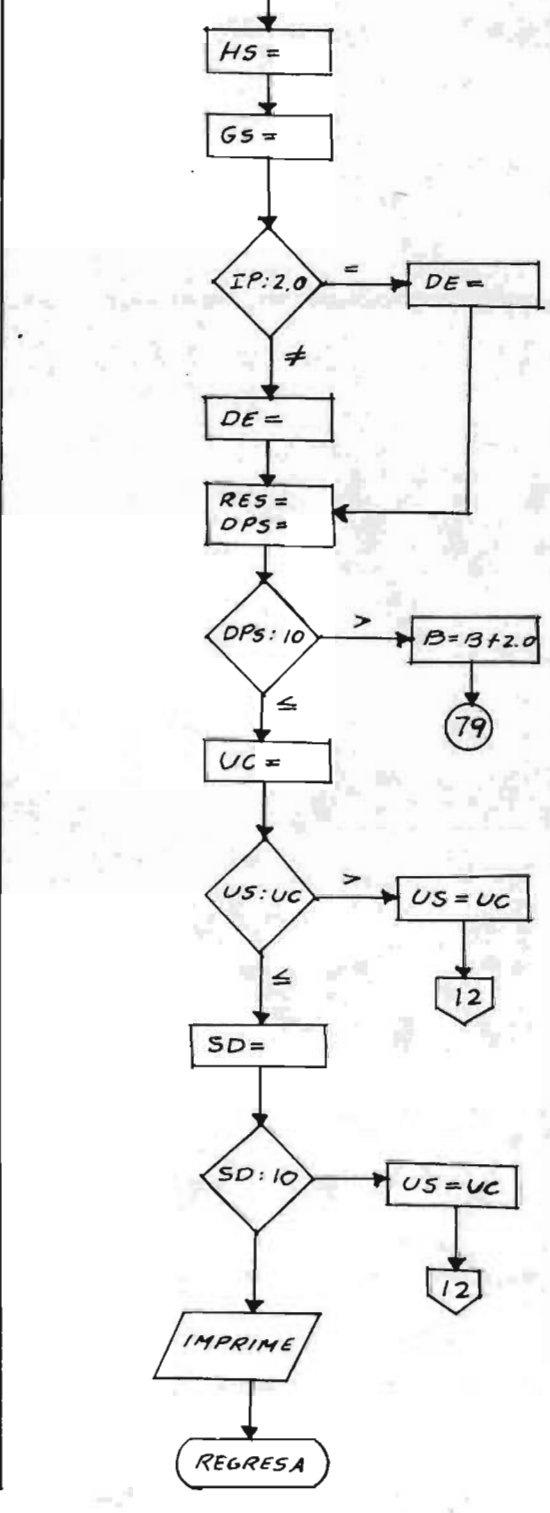 HS =
GS =
IP:2.0
=
DE =
≠
DE =
RES =
DPS =
DPS:10
>
B=B+2.0
79
≤
UC =
US:UC
>
US = UC
12
≤
SD =
SD:10
US = UC
12
IMPRIME
REGRESA